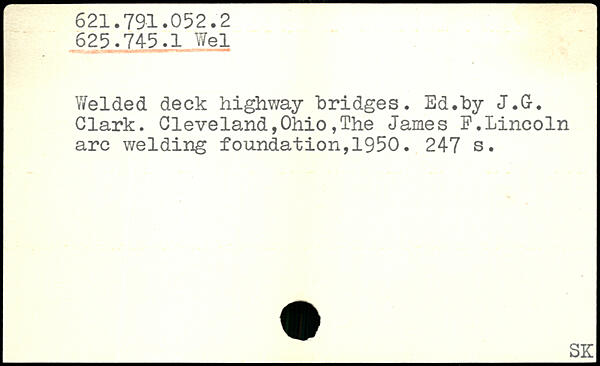 621.791.052.2
625.745.1 Wel
Welded deck highway bridges. Ed.by J.G.
Clark. Cleveland,Ohio,The James F.Lincoln
arc welding foundation,1950. 247 s.
SK